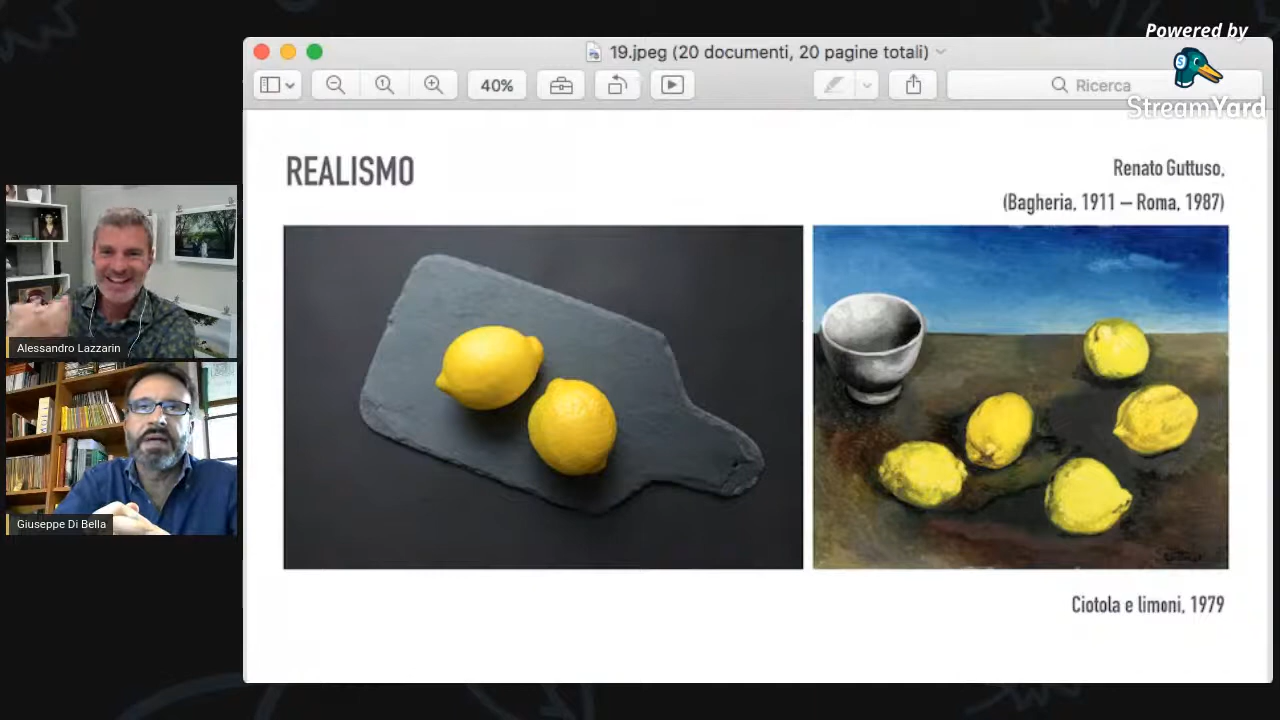 Powered by
StreamYard
19.jpeg (20 documenti, 20 pagine totali)
40%
Ricerca
REALISMO
Renato Guttuso,
(Bagheria, 1911 – Roma, 1987)
Alessandro Lazzarin
Giuseppe Di Bella
Ciotola e limoni, 1979